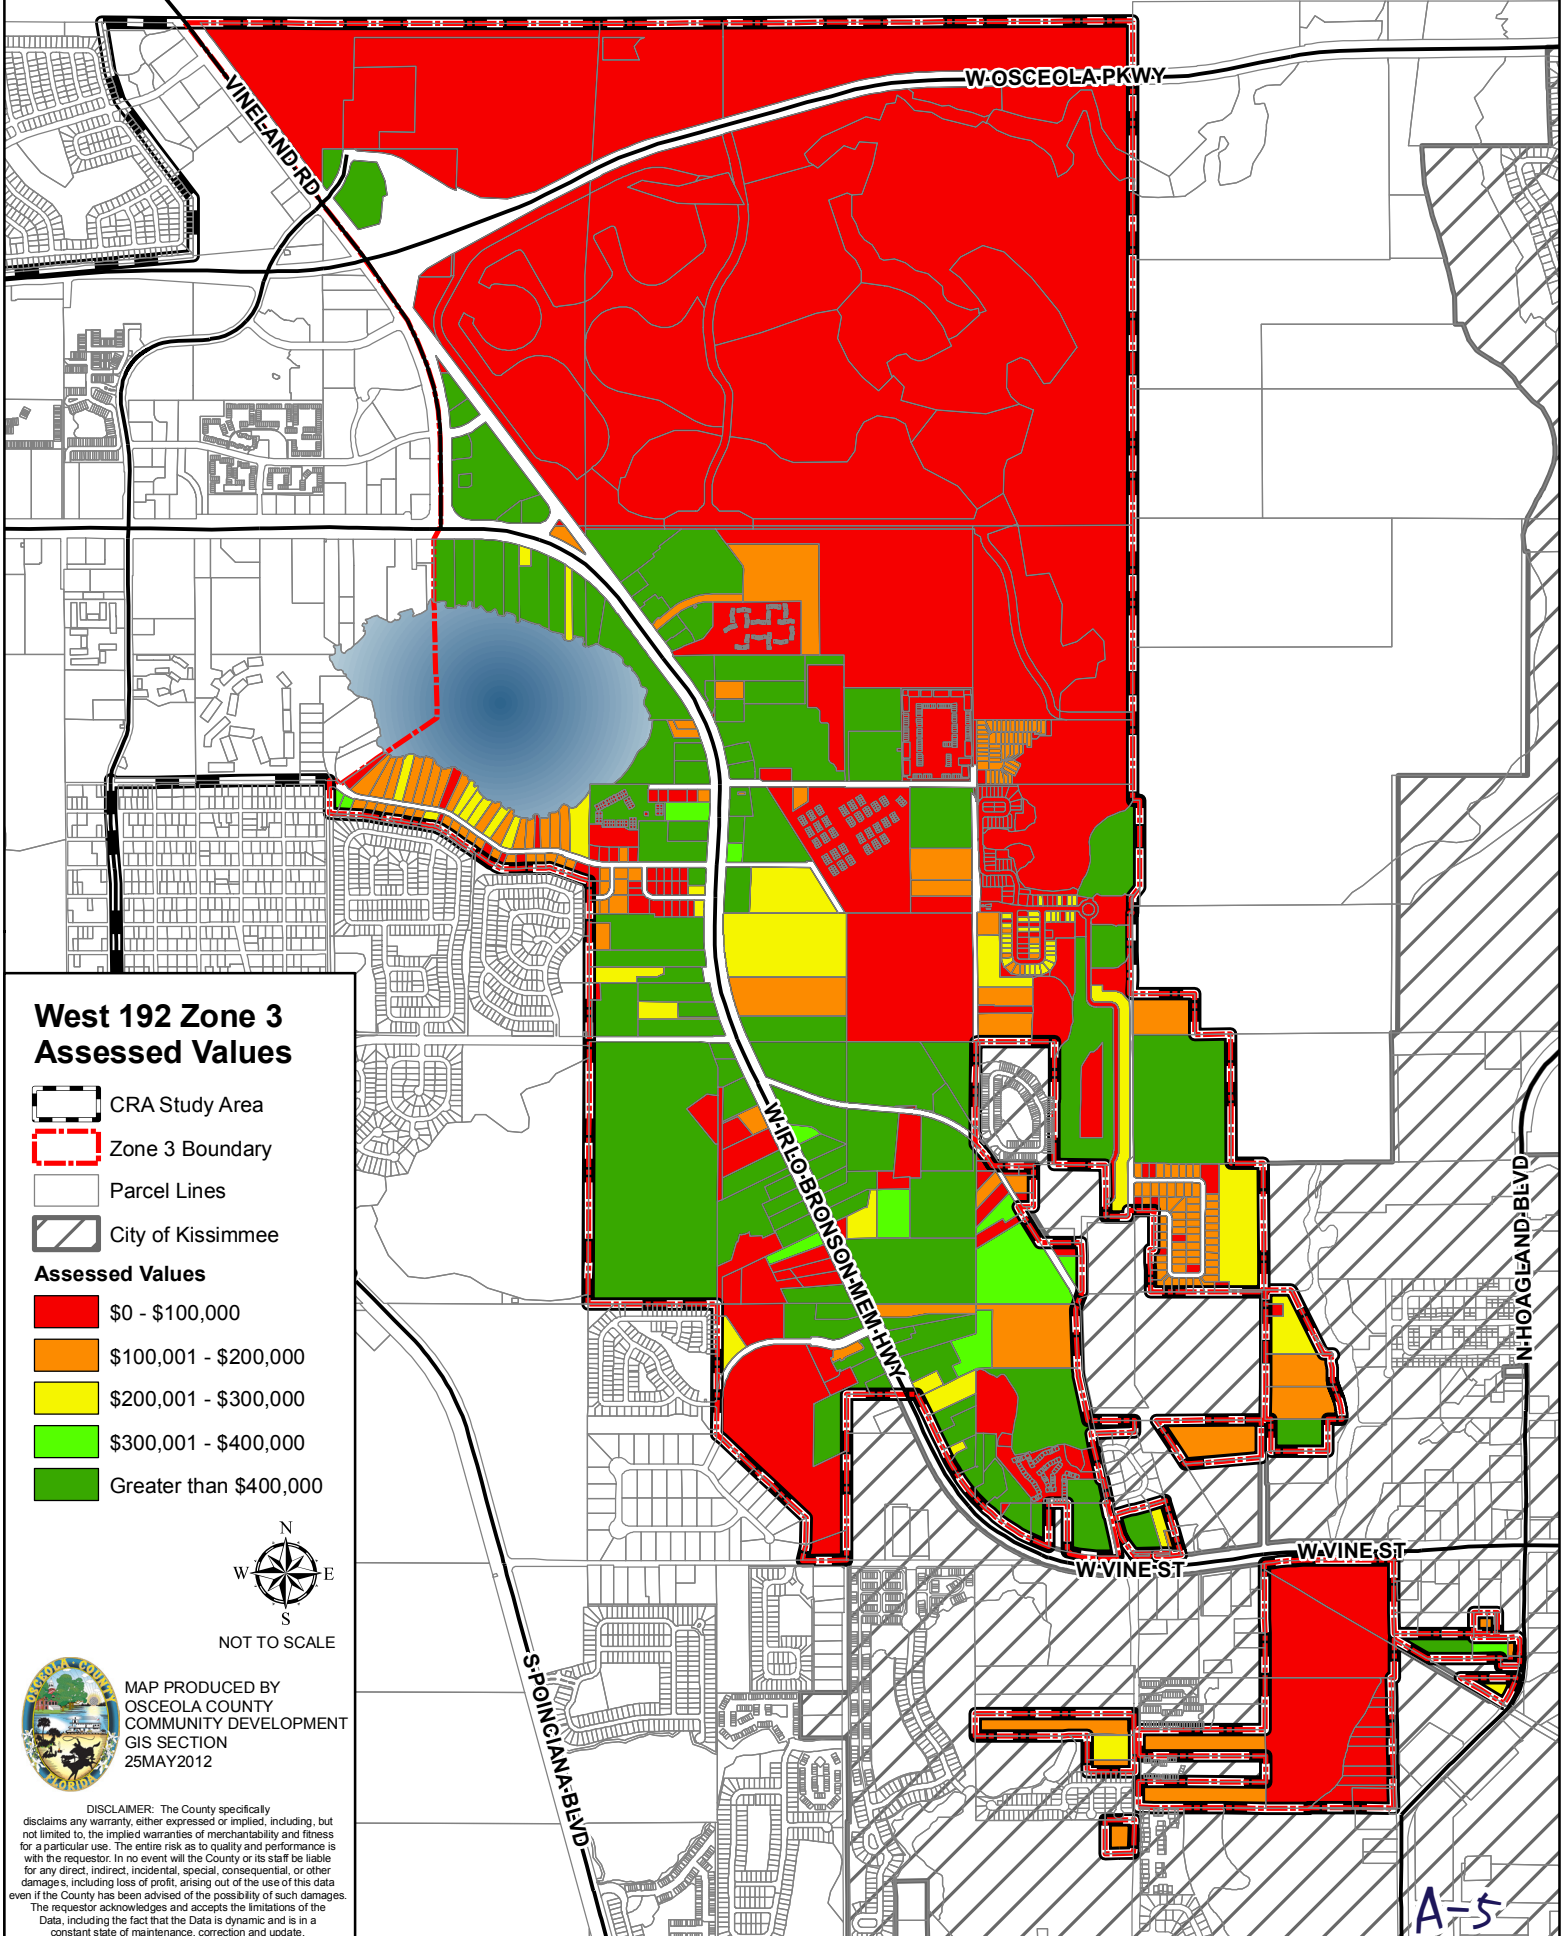 W OSCEOLA PKWY
VINELAND RD
W IRLO BRONSON MEM HWY
N HOAGLAND BLVD
W VINE ST
W VINE ST
S POINCIANA BLVD
West 192 Zone 3
Assessed Values
CRA Study Area
Zone 3 Boundary
Parcel Lines
City of Kissimmee
Assessed Values
$0 - $100,000
$100,001 - $200,000
$200,001 - $300,000
$300,001 - $400,000
Greater than $400,000
N
W E
S
NOT TO SCALE
OSCEOLA COUNTY
FLORIDA
MAP PRODUCED BY
OSCEOLA COUNTY
COMMUNITY DEVELOPMENT
GIS SECTION
25MAY2012
DISCLAIMER: The County specifically
disclaims any warranty, either expressed or implied, including, but
not limited to, the implied warranties of merchantability and fitness
for a particular use. The entire risk as to quality and performance is
with the requestor. In no event will the County or its staff be liable
for any direct, indirect, incidental, special, consequential, or other
damages, including loss of profit, arising out of the use of this data
even if the County has been advised of the possibility of such damages.
The requestor acknowledges and accepts the limitations of the
Data, including the fact that the Data is dynamic and is in a
constant state of maintenance, correction and update.
A-5